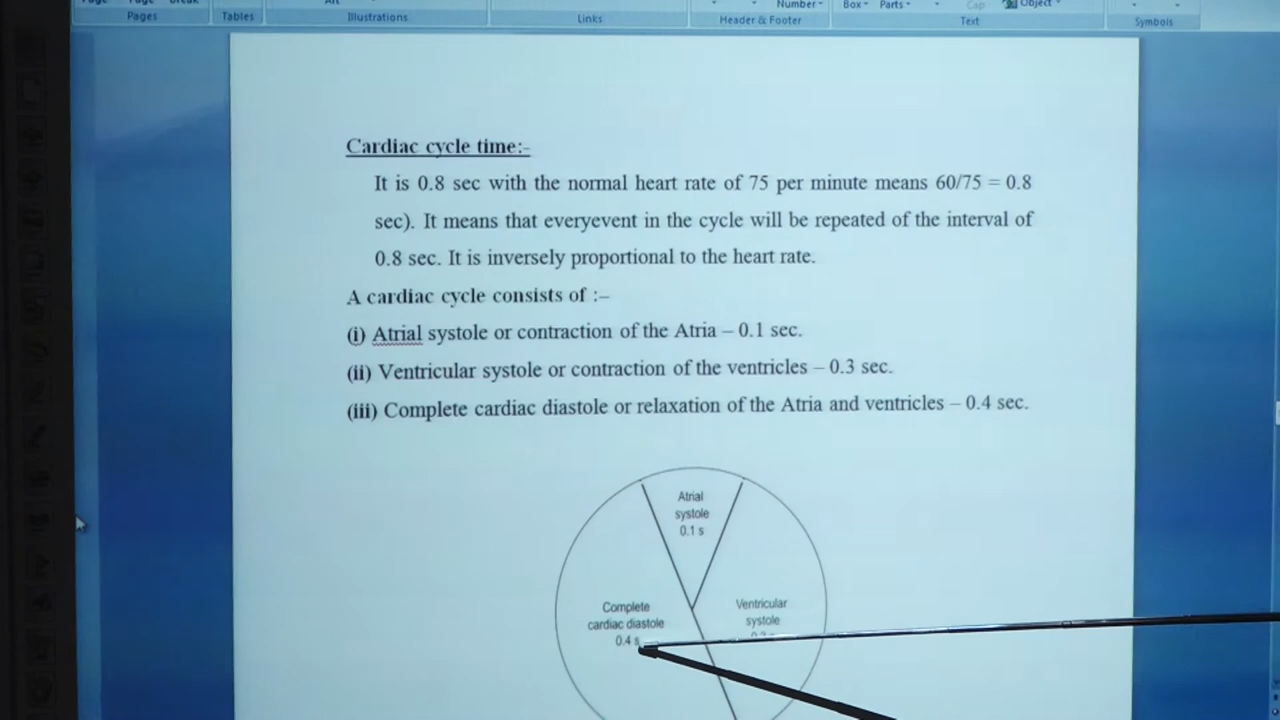 Pages
Tables
Illustrations
Links
Header & Footer
Text
Symbols
Number
Box
Parts
Cap
Object
Cardiac cycle time:-
It is 0.8 sec with the normal heart rate of 75 per minute means 60/75 = 0.8
sec). It means that everyevent in the cycle will be repeated of the interval of
0.8 sec. It is inversely proportional to the heart rate.
A cardiac cycle consists of :–
(i) Atrial systole or contraction of the Atria – 0.1 sec.
(ii) Ventricular systole or contraction of the ventricles – 0.3 sec.
(iii) Complete cardiac diastole or relaxation of the Atria and ventricles – 0.4 sec.
Atrial
systole
0.1 s
Complete
cardiac diastole
0.4 s
Ventricular
systole